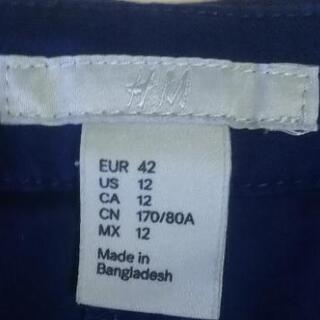 H&M
EUR 42
US 12
CA 12
CN 170/80A
MX 12
Made in
Bangladesh